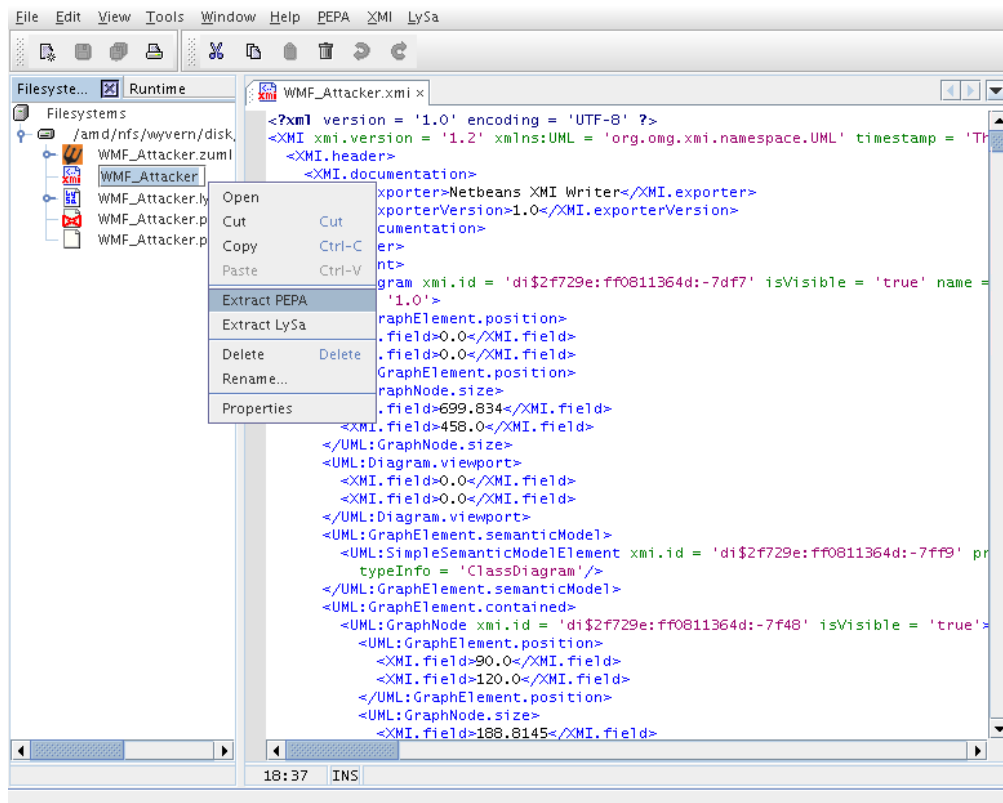 File Edit View Tools Window Help PEPA XMI LySa
Filesyste... Runtime
WMF_Attacker.xmi
Filesystems
/amd/nfs/wyvern/disk
WMF_Attacker.zuml
xmi WMF_Attacker
WMF_Attacker.ly
WMF_Attacker.p
WMF_Attacker.p
Open
Cut Cut
Copy Ctrl-C
Paste Ctrl-V
Extract PEPA
Extract LySa
Delete Delete
Rename...
Properties
<?xml version = '1.0' encoding = 'UTF-8' ?>
<XMI xmi.version = '1.2' xmlns:UML = 'org.omg.xmi.namespace.UML' timestamp = 'Th
<XMI.header>
<XMI.documentation>
xporter>Netbeans XMI Writer</XMI.exporter>
xporterVersion>1.0</XMI.exporterVersion>
cumentation>
er>
nt>
gram xmi.id = 'di$2f729e:ff0811364d:-7df7' isVisible = 'true' name =
'1.0'>
raphElement.position>
.field>0.0</XMI.field>
.field>0.0</XMI.field>
GraphElement.position>
raphNode.size>
.field>699.834</XMI.field>
<XMI.field>458.0</XMI.field>
</UML:GraphNode.size>
<UML:Diagram.viewport>
<XMI.field>0.0</XMI.field>
<XMI.field>0.0</XMI.field>
</UML:Diagram.viewport>
<UML:GraphElement.semanticModel>
<UML:SimpleSemanticModelElement xmi.id = 'di$2f729e:ff0811364d:-7ff9' pr
typeInfo = 'ClassDiagram'/>
</UML:GraphElement.semanticModel>
<UML:GraphElement.contained>
<UML:GraphNode xmi.id = 'di$2f729e:ff0811364d:-7f48' isVisible = 'true'>
<UML:GraphElement.position>
<XMI.field>90.0</XMI.field>
<XMI.field>120.0</XMI.field>
</UML:GraphElement.position>
<UML:GraphNode.size>
<XMI.field>188.8145</XMI.field>
18:37 INS